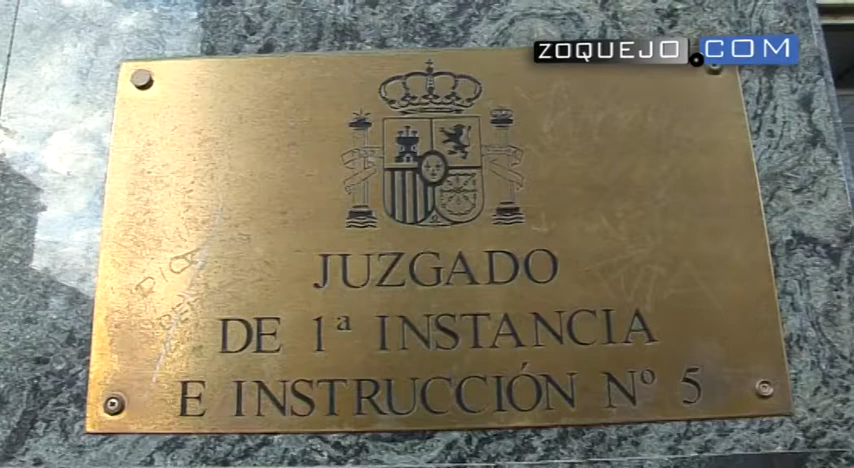 ZOQUEJO.COM
JUZGADO
DE 1ª INSTANCIA
E INSTRUCCIÓN Nº 5